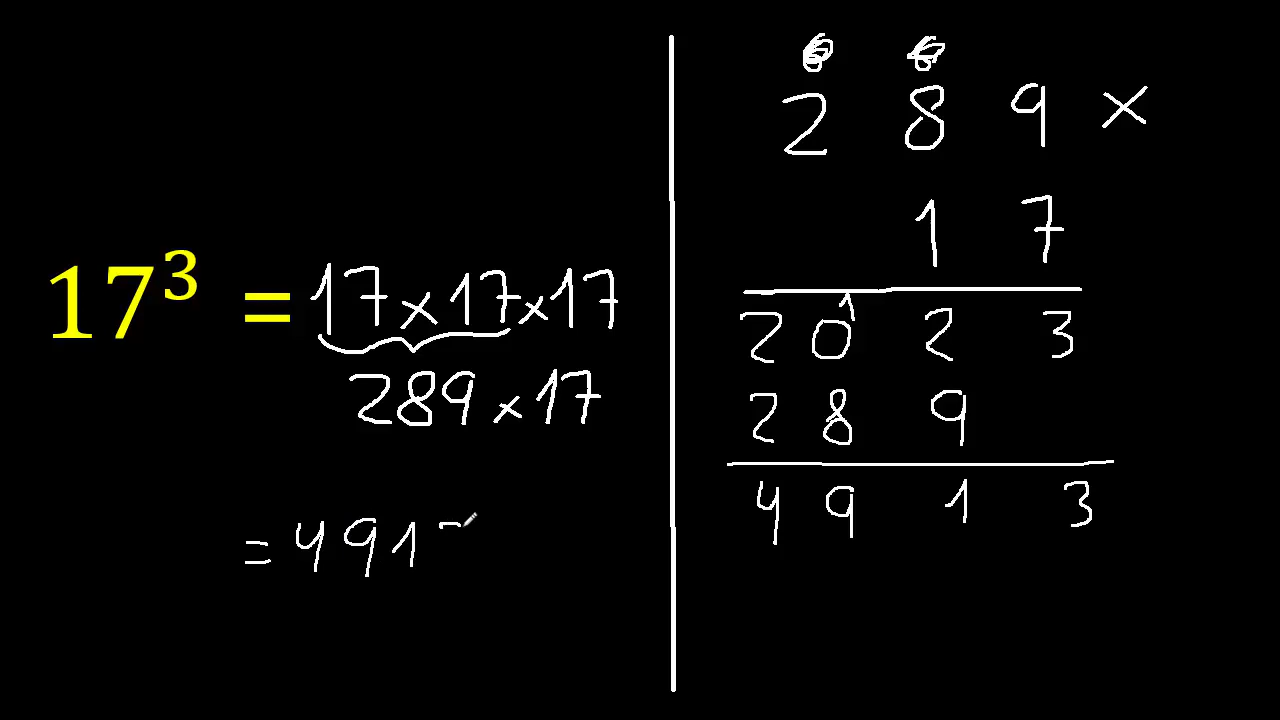 17³ = 17 × 17 × 17
289 × 17
= 491
6 6
2 8 9 ×
1 7
1
2 0 2 3
2 8 9
4 9 1 3